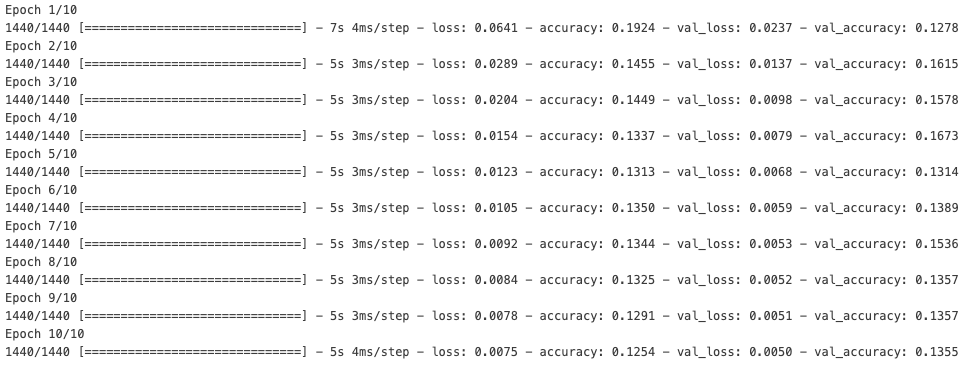 Epoch 1/10
1440/1440 [==============================] - 7s 4ms/step - loss: 0.0641 - accuracy: 0.1924 - val_loss: 0.0237 - val_accuracy: 0.1278
Epoch 2/10
1440/1440 [==============================] - 5s 3ms/step - loss: 0.0289 - accuracy: 0.1455 - val_loss: 0.0137 - val_accuracy: 0.1615
Epoch 3/10
1440/1440 [==============================] - 5s 3ms/step - loss: 0.0204 - accuracy: 0.1449 - val_loss: 0.0098 - val_accuracy: 0.1578
Epoch 4/10
1440/1440 [==============================] - 5s 3ms/step - loss: 0.0154 - accuracy: 0.1337 - val_loss: 0.0079 - val_accuracy: 0.1673
Epoch 5/10
1440/1440 [==============================] - 5s 3ms/step - loss: 0.0123 - accuracy: 0.1313 - val_loss: 0.0068 - val_accuracy: 0.1314
Epoch 6/10
1440/1440 [==============================] - 5s 3ms/step - loss: 0.0105 - accuracy: 0.1350 - val_loss: 0.0059 - val_accuracy: 0.1389
Epoch 7/10
1440/1440 [==============================] - 5s 3ms/step - loss: 0.0092 - accuracy: 0.1344 - val_loss: 0.0053 - val_accuracy: 0.1536
Epoch 8/10
1440/1440 [==============================] - 5s 3ms/step - loss: 0.0084 - accuracy: 0.1325 - val_loss: 0.0052 - val_accuracy: 0.1357
Epoch 9/10
1440/1440 [==============================] - 5s 3ms/step - loss: 0.0078 - accuracy: 0.1291 - val_loss: 0.0051 - val_accuracy: 0.1357
Epoch 10/10
1440/1440 [==============================] - 5s 4ms/step - loss: 0.0075 - accuracy: 0.1254 - val_loss: 0.0050 - val_accuracy: 0.1355